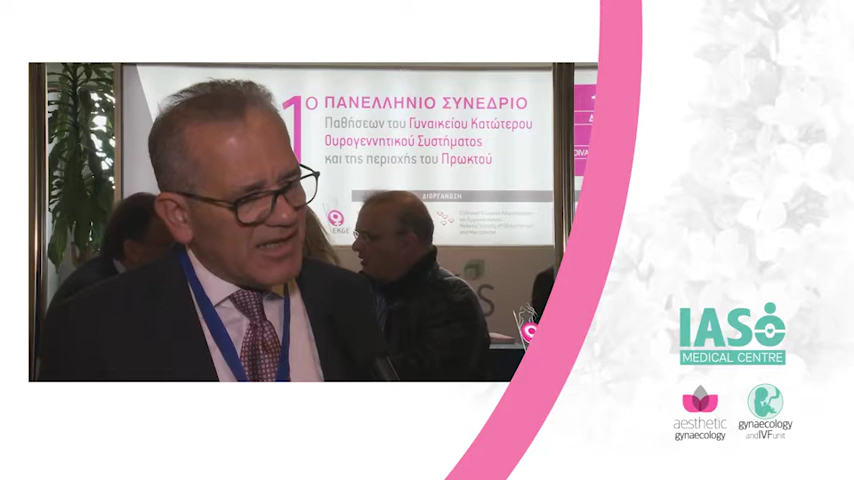 1ο ΠΑΝΕΛΛΗΝΙΟ ΣΥΝΕΔΡΙΟ
Παθήσεων του Γυναικείου Κατώτερου
Ουρογεννητικού Συστήματος
και της περιοχής του Πρωκτού
ΔΙΟΡΓΑΝΩΣΗ
IASO
MEDICAL CENTRE
aesthetic
gynaecology
gynaecology
and IVF unit